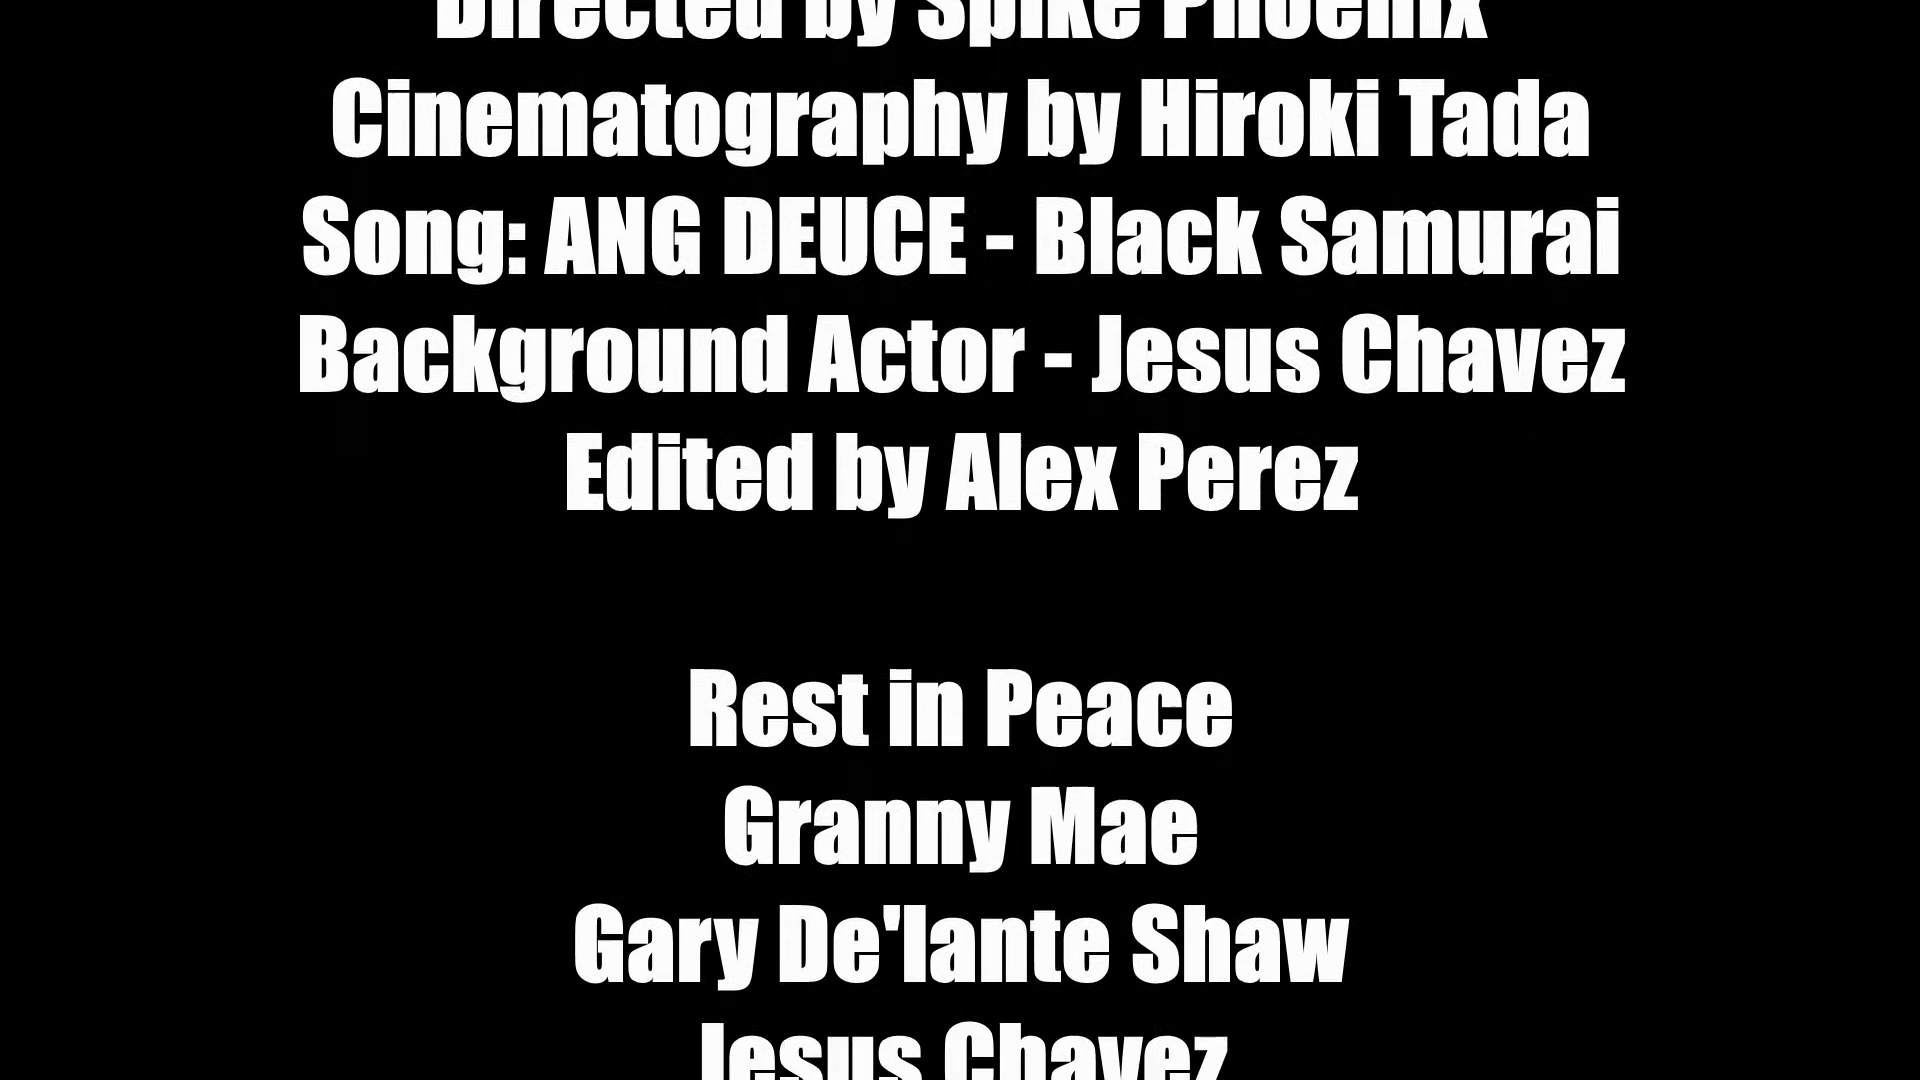 Directed by Spike Phoenix
Cinematography by Hiroki Tada
Song: ANG DEUCE - Black Samurai
Background Actor - Jesus Chavez
Edited by Alex Perez
Rest in Peace
Granny Mae
Gary De'lante Shaw
Jesus Chavez